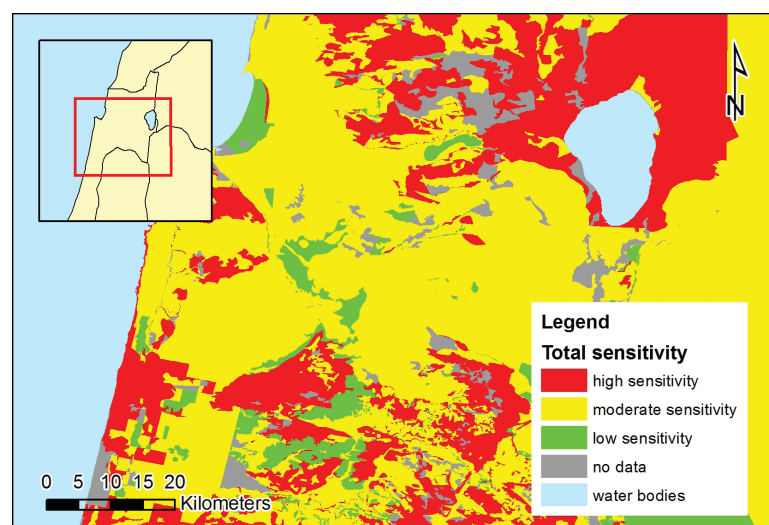 N
Legend
Total sensitivity
high sensitivity
moderate sensitivity
low sensitivity
no data
water bodies
0 5 10 15 20
Kilometers